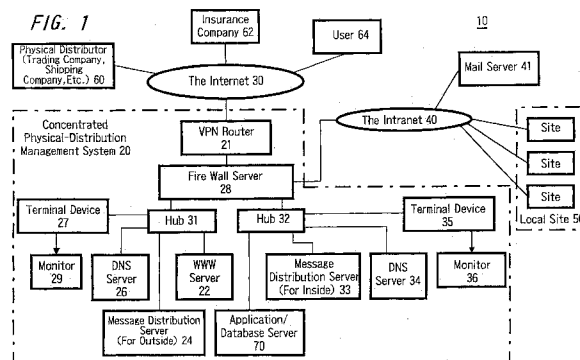 FIG. 1
10
Insurance
Company 62
User 64
Physical Distributor
(Trading Company,
Shipping
Company,Etc.) 60
The Internet 30
Mail Server 41
Concentrated
Physical-Distribution
Management System 20
VPN Router
21
The Intranet 40
Site
Site
Site
Local Site 50
Fire Wall Server
28
Terminal Device
27
Hub 31
Hub 32
Terminal Device
35
Monitor
29
DNS
Server
26
WWW
Server
22
Message
Distribution Server
(For Inside) 33
DNS
Server 34
Monitor
36
Message Distribution
Server
(For Outside) 24
Application/
Database Server
70